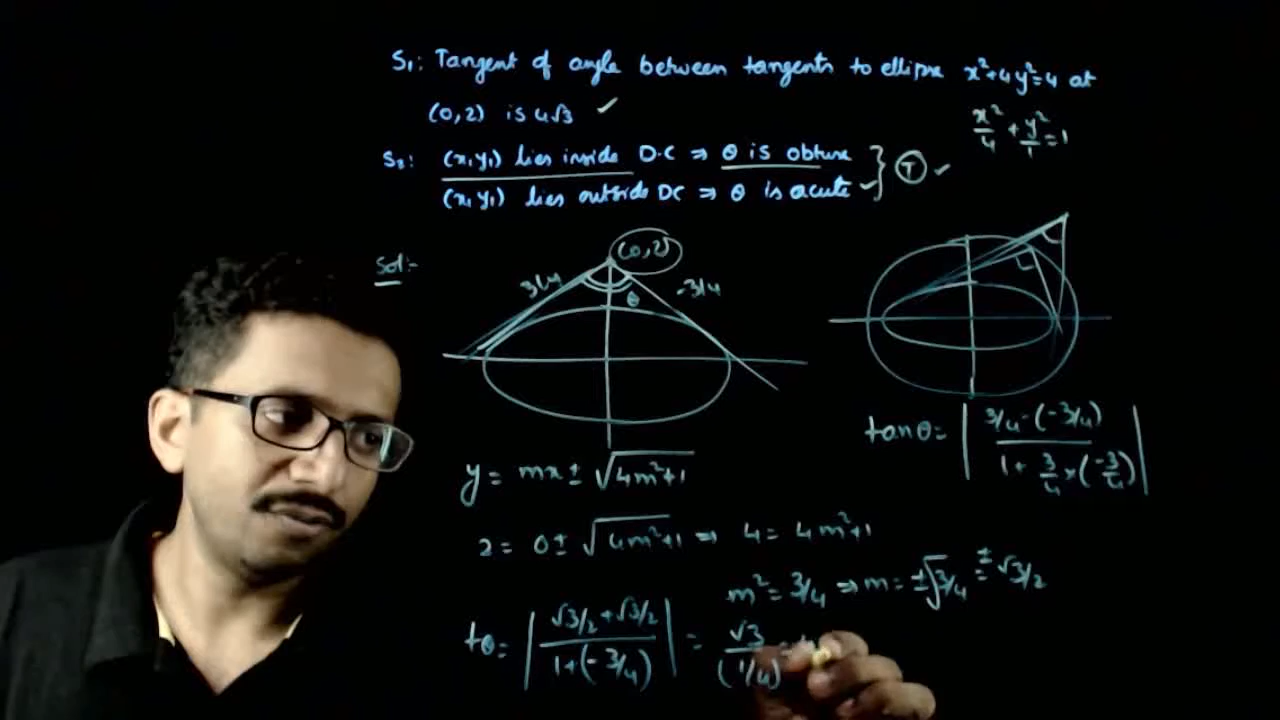 S₁: Tangent of angle between tangents to ellipse x²+4y²=4 at
(0,2) is 4√3 ✓
x²/4 + y²/1 = 1
S₂: (x₁,y₁) lies inside D.C ⇒ θ is obtuse
(x₁,y₁) lies outside DC ⇒ θ is acute ✓
} T ✓
Sol:-
(0,2)
3/4
θ
-3/4
tanθ = | (3/4-(-3/4)) / (1+3/4×(-3/4)) |
y = mx ± √(4m²+1)
2 = 0 ± √(4m²+1) ⇒ 4 = 4m²+1
m² = 3/4 ⇒ m = ±√(3/4) = ±√3/2
tθ = | (√3/2+√3/2) / (1+(-3/4)) | = √3/(1/4) =